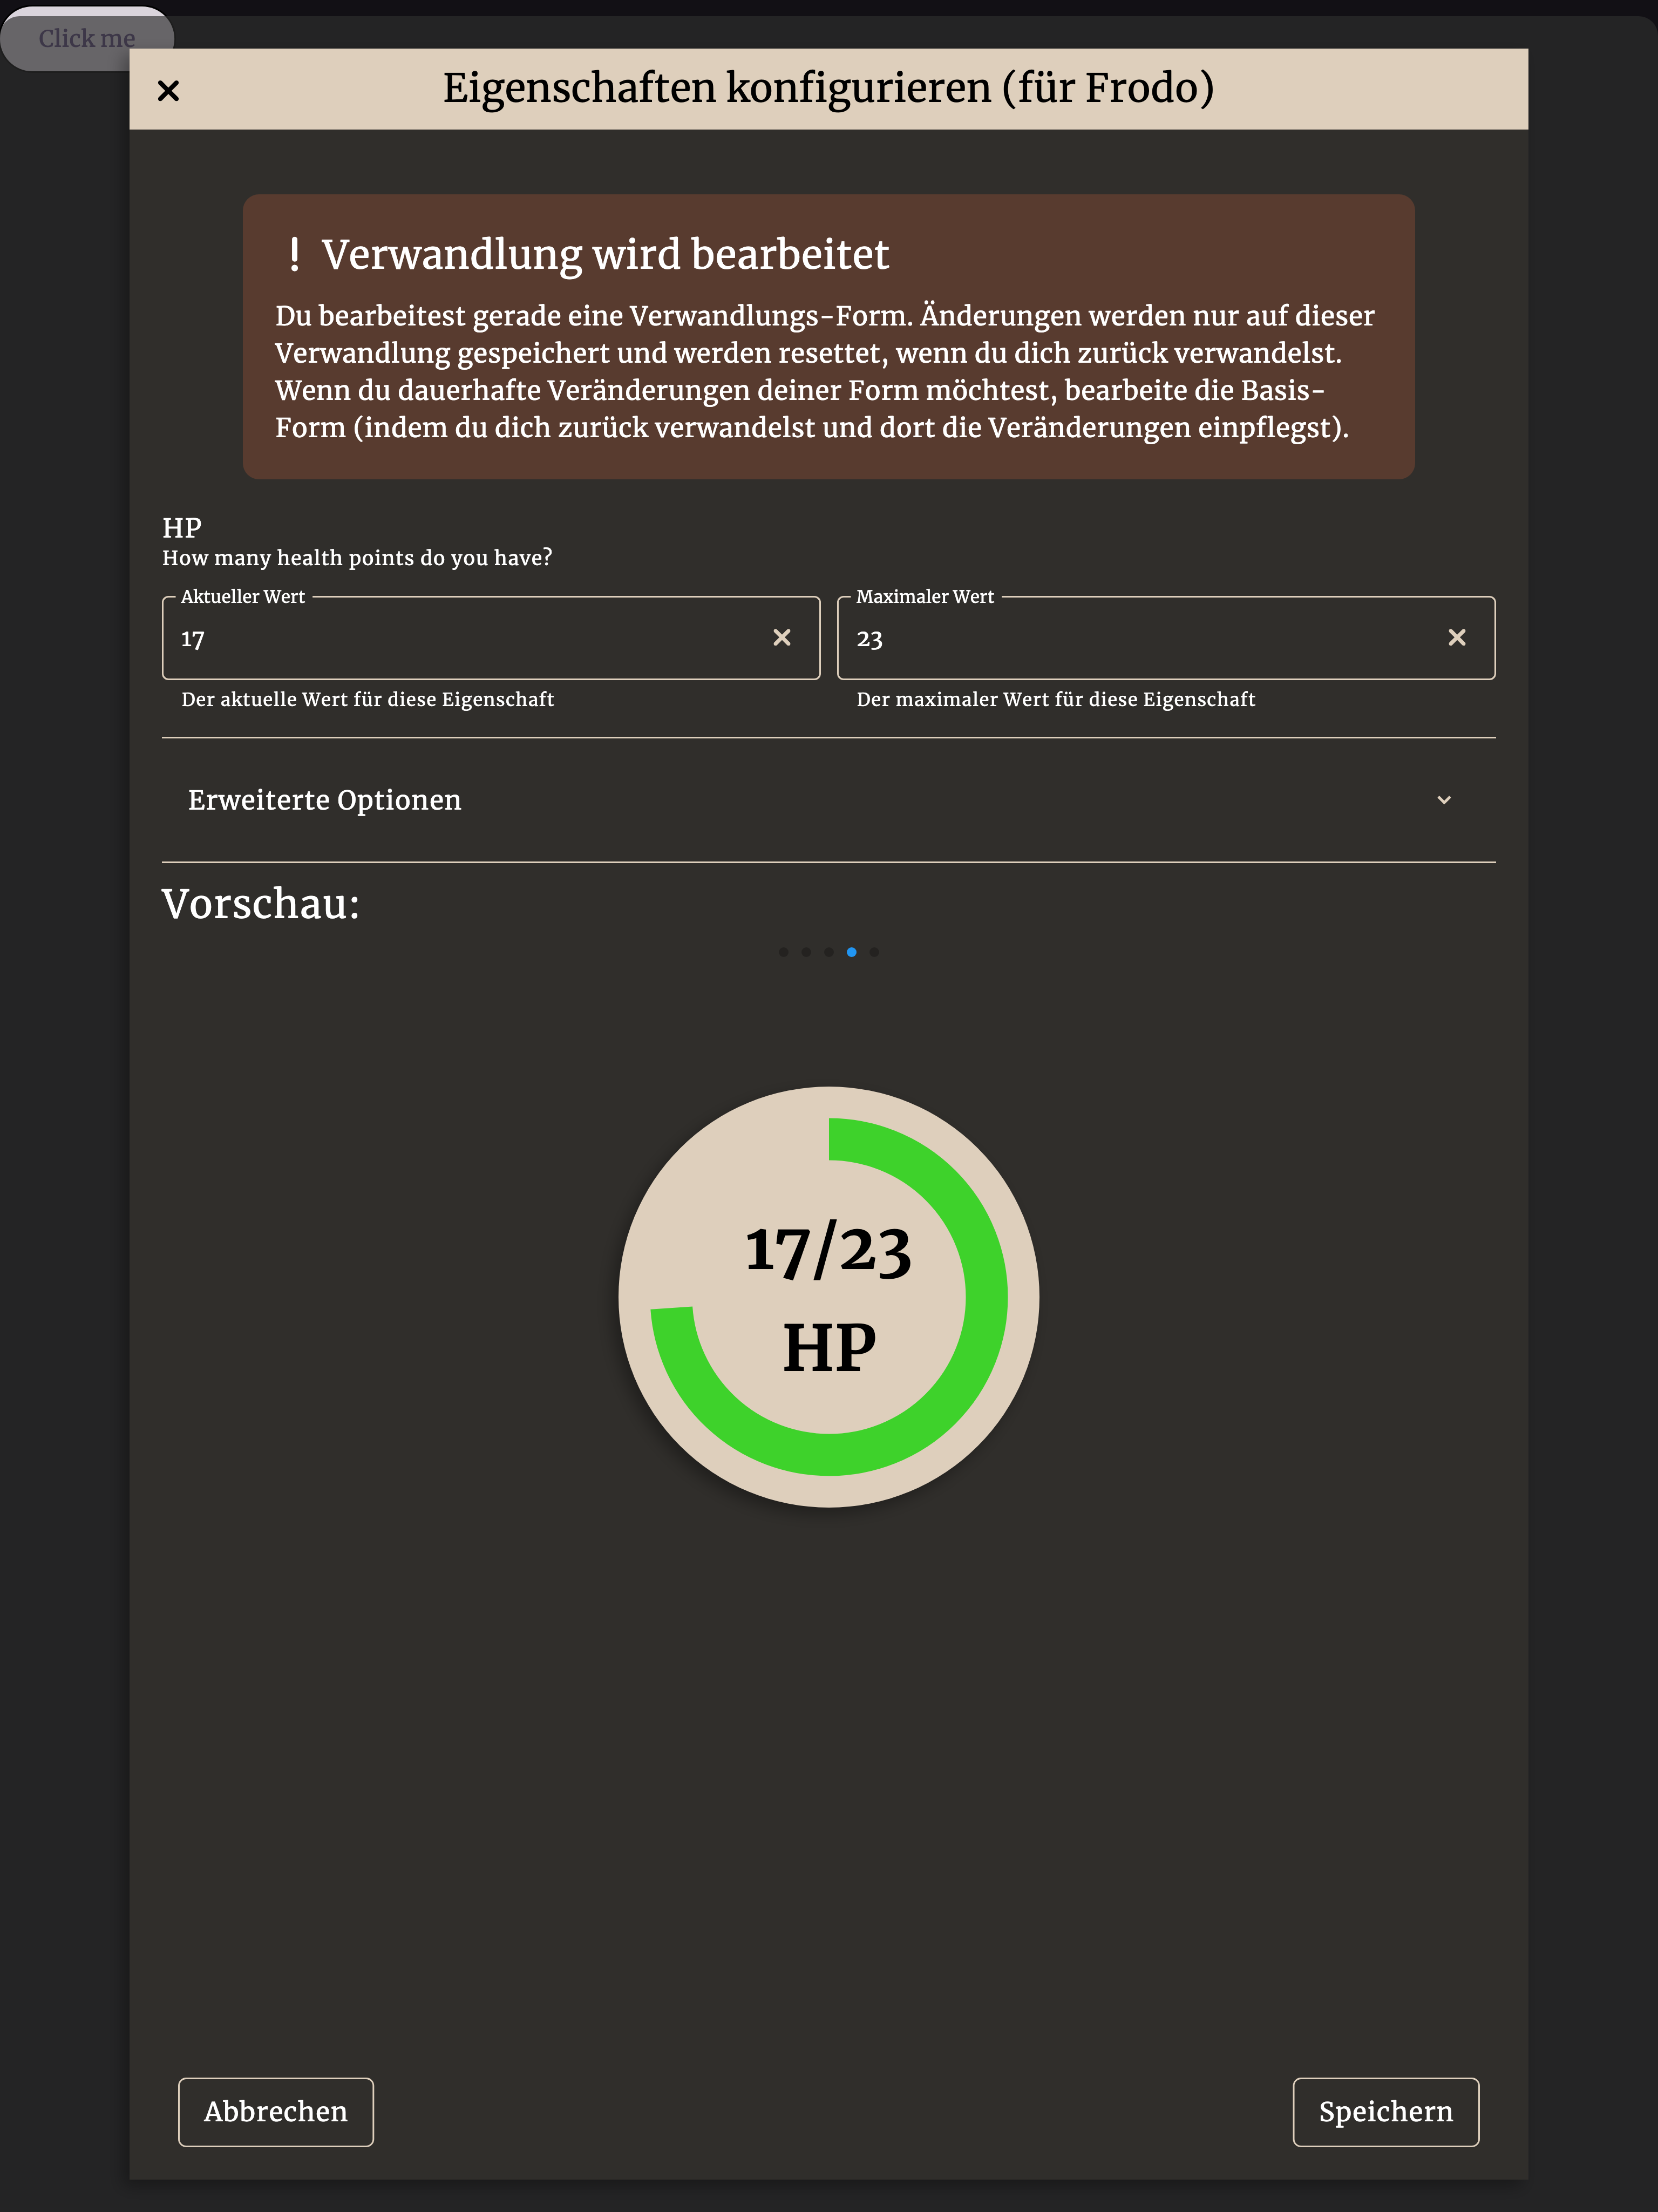 Click me
Eigenschaften konfigurieren (für Frodo)
! Verwandlung wird bearbeitet
Du bearbeitest gerade eine Verwandlungs-Form. Änderungen werden nur auf dieser
Verwandlung gespeichert und werden resettet, wenn du dich zurück verwandelst.
Wenn du dauerhafte Veränderungen deiner Form möchtest, bearbeite die Basis-
Form (indem du dich zurück verwandelst und dort die Veränderungen einpflegst).
HP
How many health points do you have?
Aktueller Wert
17
Der aktuelle Wert für diese Eigenschaft
Maximaler Wert
23
Der maximaler Wert für diese Eigenschaft
Erweiterte Optionen
Vorschau:
17/23
HP
Abbrechen
Speichern